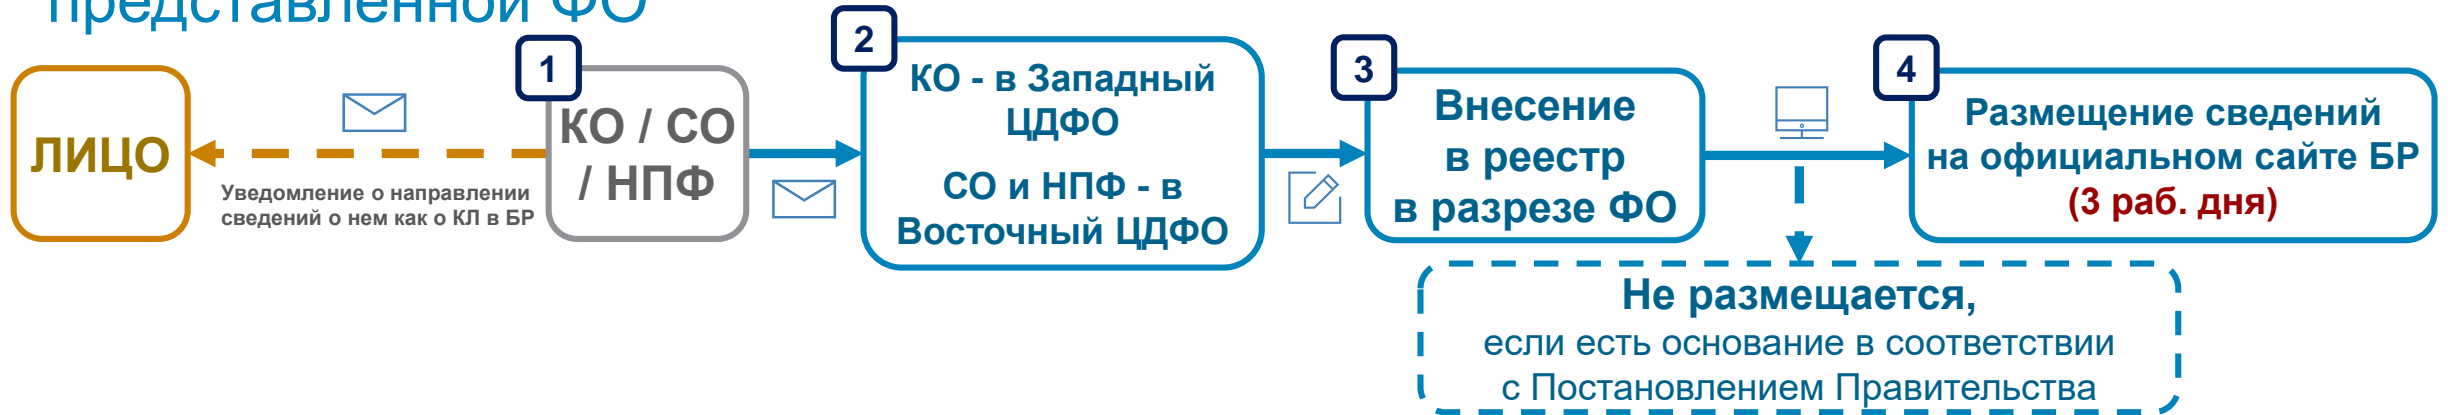 представленной ФО
ЛИЦО
Уведомление о направлении
сведений о нем как о КЛ в БР
1
КО / СО
/ НПФ
2
КО - в Западный
ЦДФО
СО и НПФ - в
Восточный ЦДФО
3
Внесение
в реестр
в разрезе ФО
4
Размещение сведений
на официальном сайте БР
(3 раб. дня)
Не размещается,
если есть основание в соответствии
с Постановлением Правительства